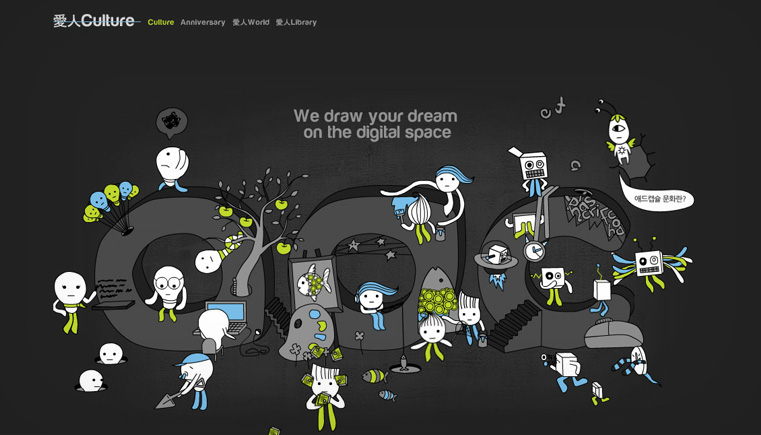 愛人Culture
Culture Anniversary 愛人World 愛人Library
We draw your dream
on the digital space
애드캡슐 문화란?